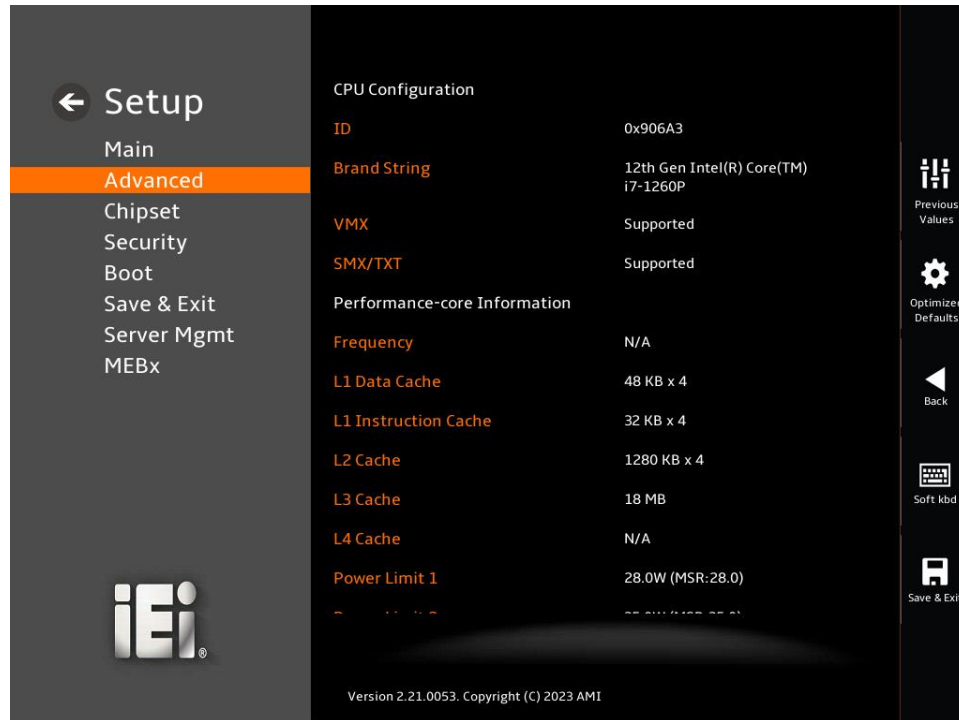 Setup
Main
Advanced
Chipset
Security
Boot
Save & Exit
Server Mgmt
MEBx
iEi®
CPU Configuration
ID 0x906A3
Brand String 12th Gen Intel(R) Core(TM)
i7-1260P
VMX Supported
SMX/TXT Supported
Performance-core Information
Frequency N/A
L1 Data Cache 48 KB x 4
L1 Instruction Cache 32 KB x 4
L2 Cache 1280 KB x 4
L3 Cache 18 MB
L4 Cache N/A
Power Limit 1 28.0W (MSR:28.0)
Version 2.21.0053. Copyright (C) 2023 AMI
Previous
Values
Optimized
Defaults
Back
Soft kbd
Save & Exi